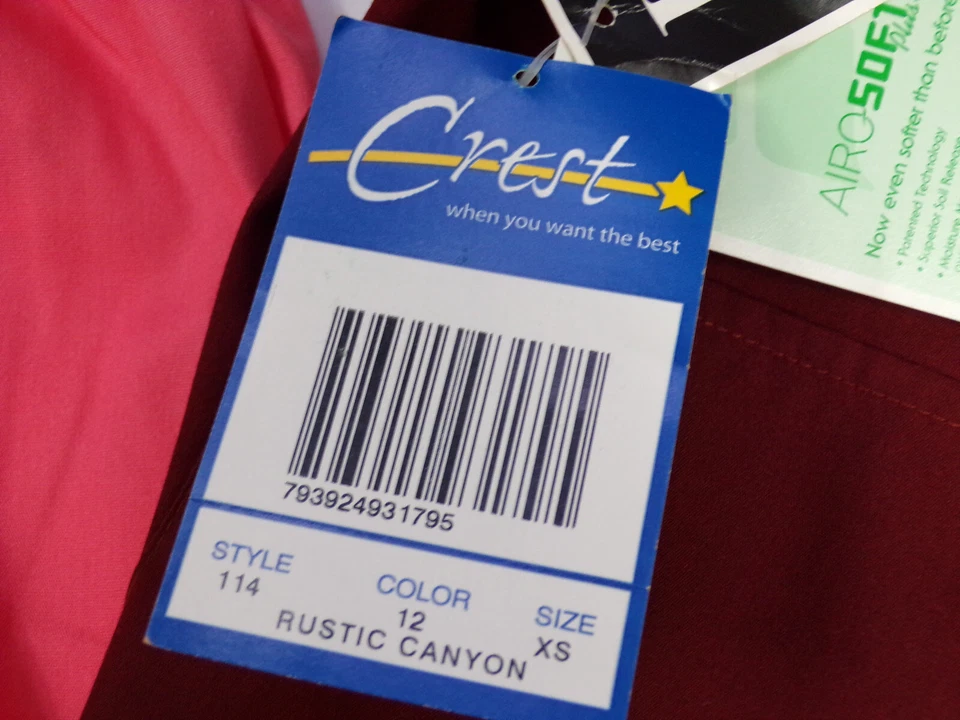 Crest
when you want the best
793924931795
STYLE COLOR SIZE
114 12 XS
RUSTIC CANYON
AIROSOFT plus
Now even softer than before
• Patented Technology
• Superior Soil Release